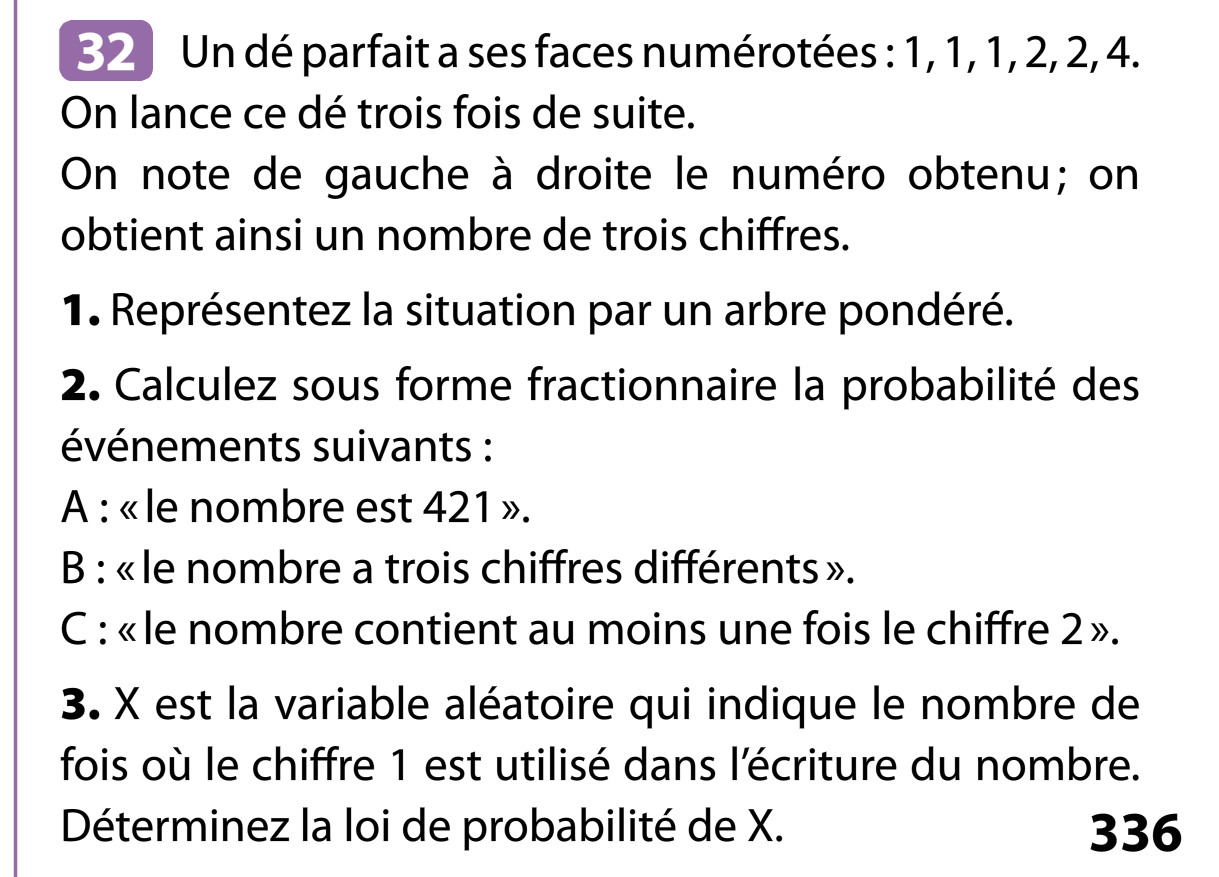 32 Un dé parfait a ses faces numérotées : 1, 1, 1, 2, 2, 4.
On lance ce dé trois fois de suite.
On note de gauche à droite le numéro obtenu ; on
obtient ainsi un nombre de trois chiffres.
1. Représentez la situation par un arbre pondéré.
2. Calculez sous forme fractionnaire la probabilité des
événements suivants :
A : « le nombre est 421 ».
B : « le nombre a trois chiffres différents ».
C : « le nombre contient au moins une fois le chiffre 2 ».
3. X est la variable aléatoire qui indique le nombre de
fois où le chiffre 1 est utilisé dans l'écriture du nombre.
Déterminez la loi de probabilité de X.
336